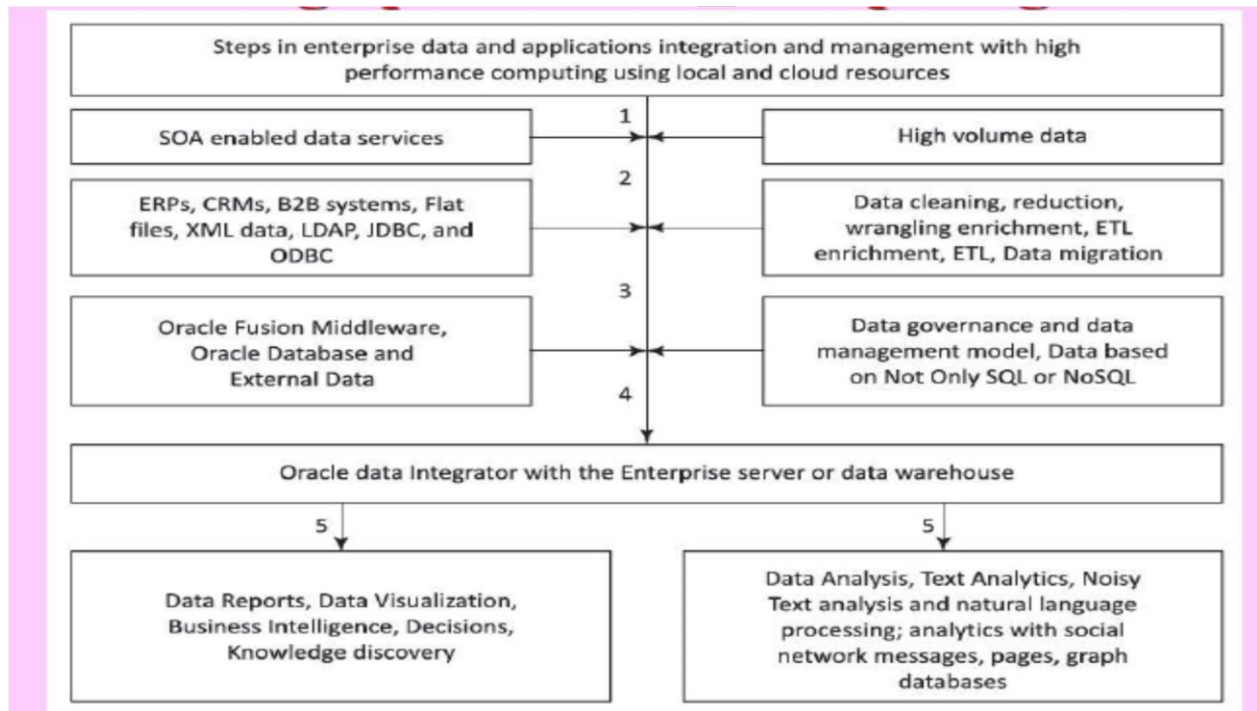 Steps in enterprise data and applications integration and management with high
performance computing using local and cloud resources
1
SOA enabled data services
High volume data
2
ERPs, CRMs, B2B systems, Flat
files, XML data, LDAP, JDBC, and
ODBC
Data cleaning, reduction,
wrangling enrichment, ETL
enrichment, ETL, Data migration
3
Oracle Fusion Middleware,
Oracle Database and
External Data
Data governance and data
management model, Data based
on Not Only SQL or NoSQL
4
Oracle data Integrator with the Enterprise server or data warehouse
5
5
Data Reports, Data Visualization,
Business Intelligence, Decisions,
Knowledge discovery
Data Analysis, Text Analytics, Noisy
Text analysis and natural language
processing; analytics with social
network messages, pages, graph
databases